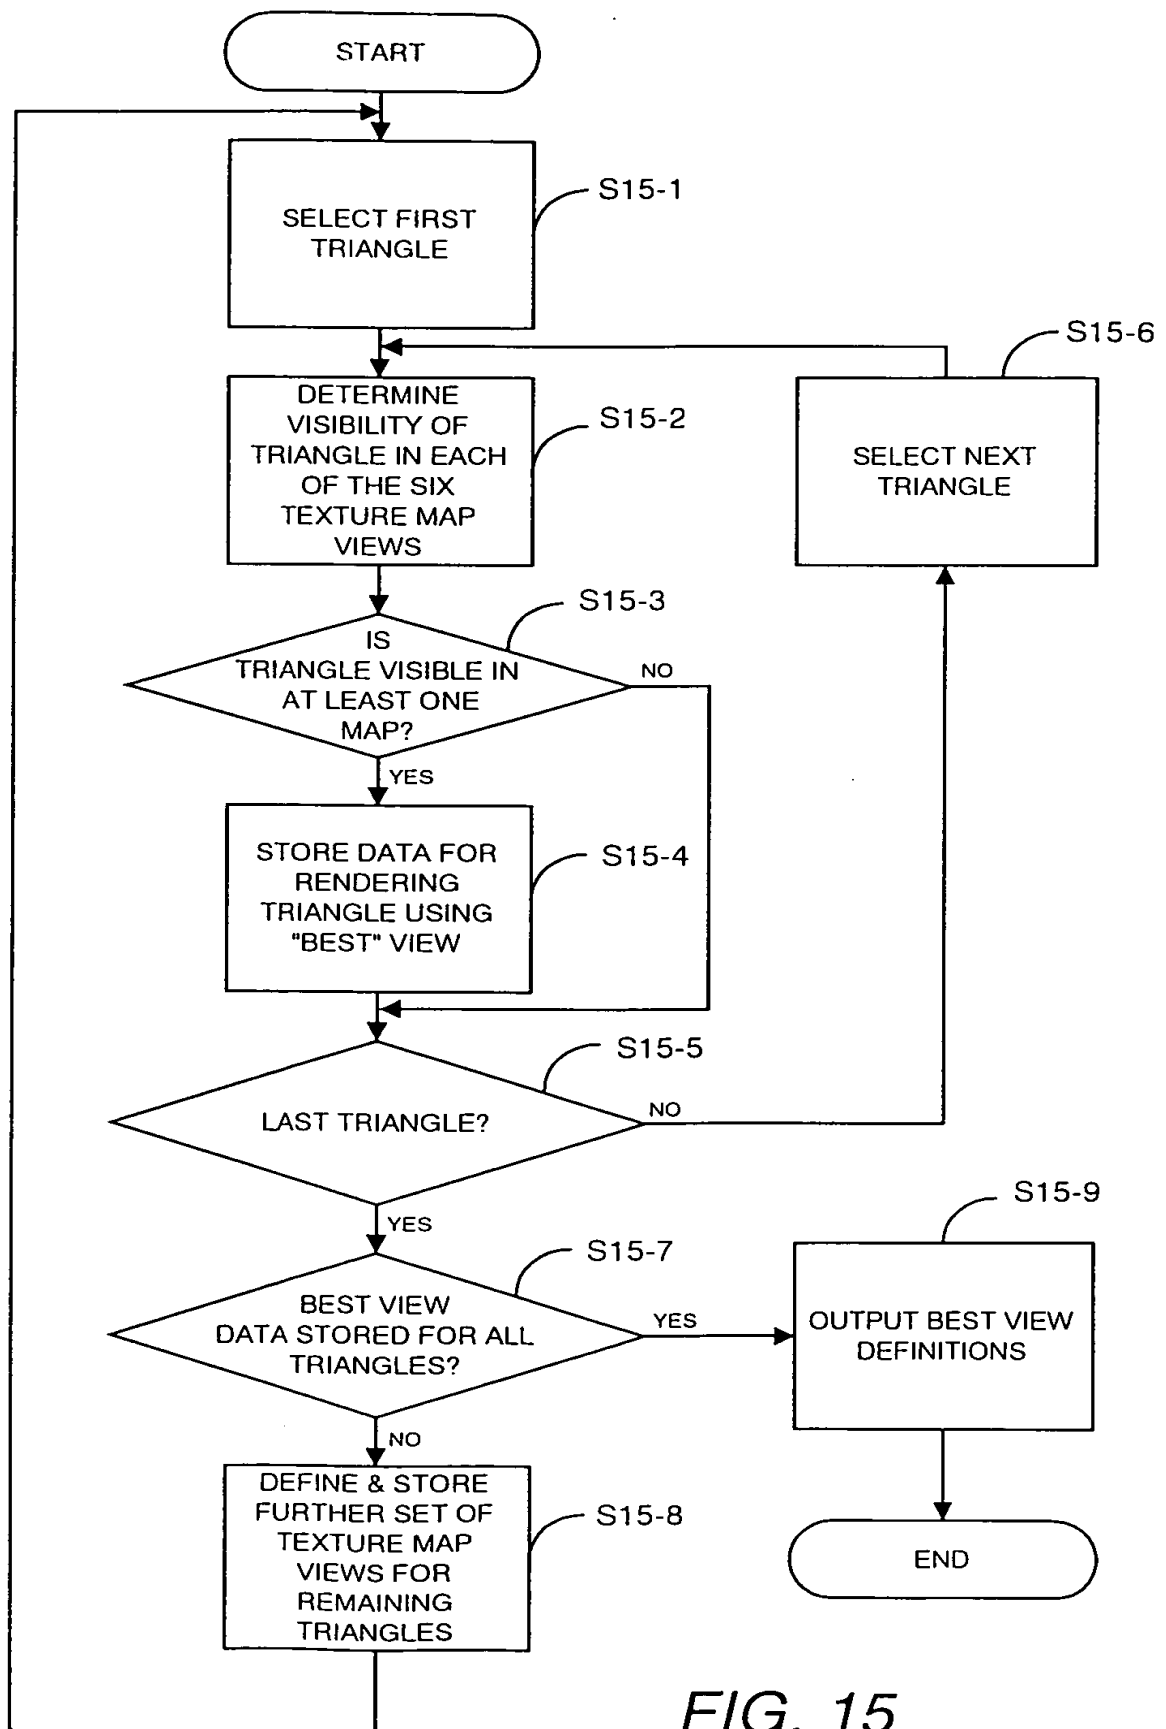 START
S15-1
SELECT FIRST
TRIANGLE
S15-6
DETERMINE
VISIBILITY OF
TRIANGLE IN EACH
OF THE SIX
TEXTURE MAP
VIEWS
S15-2
SELECT NEXT
TRIANGLE
S15-3
IS
TRIANGLE VISIBLE IN
AT LEAST ONE
MAP?
NO
YES
STORE DATA FOR
RENDERING
TRIANGLE USING
"BEST" VIEW
S15-4
S15-5
LAST TRIANGLE?
NO
YES
S15-9
S15-7
BEST VIEW
DATA STORED FOR ALL
TRIANGLES?
YES
OUTPUT BEST VIEW
DEFINITIONS
NO
DEFINE & STORE
FURTHER SET OF
TEXTURE MAP
VIEWS FOR
REMAINING
TRIANGLES
S15-8
END
FIG. 15